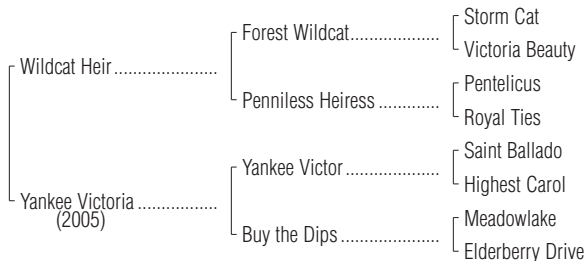 Storm Cat
Forest Wildcat....................
Victoria Beauty
Wildcat Heir.......................
Pentelicus
Penniless Heiress .............
Royal Ties
Saint Ballado
Yankee Victor .....................
Highest Carol
Yankee Victoria .................
(2005)
Meadowlake
Buy the Dips .....................
Elderberry Drive